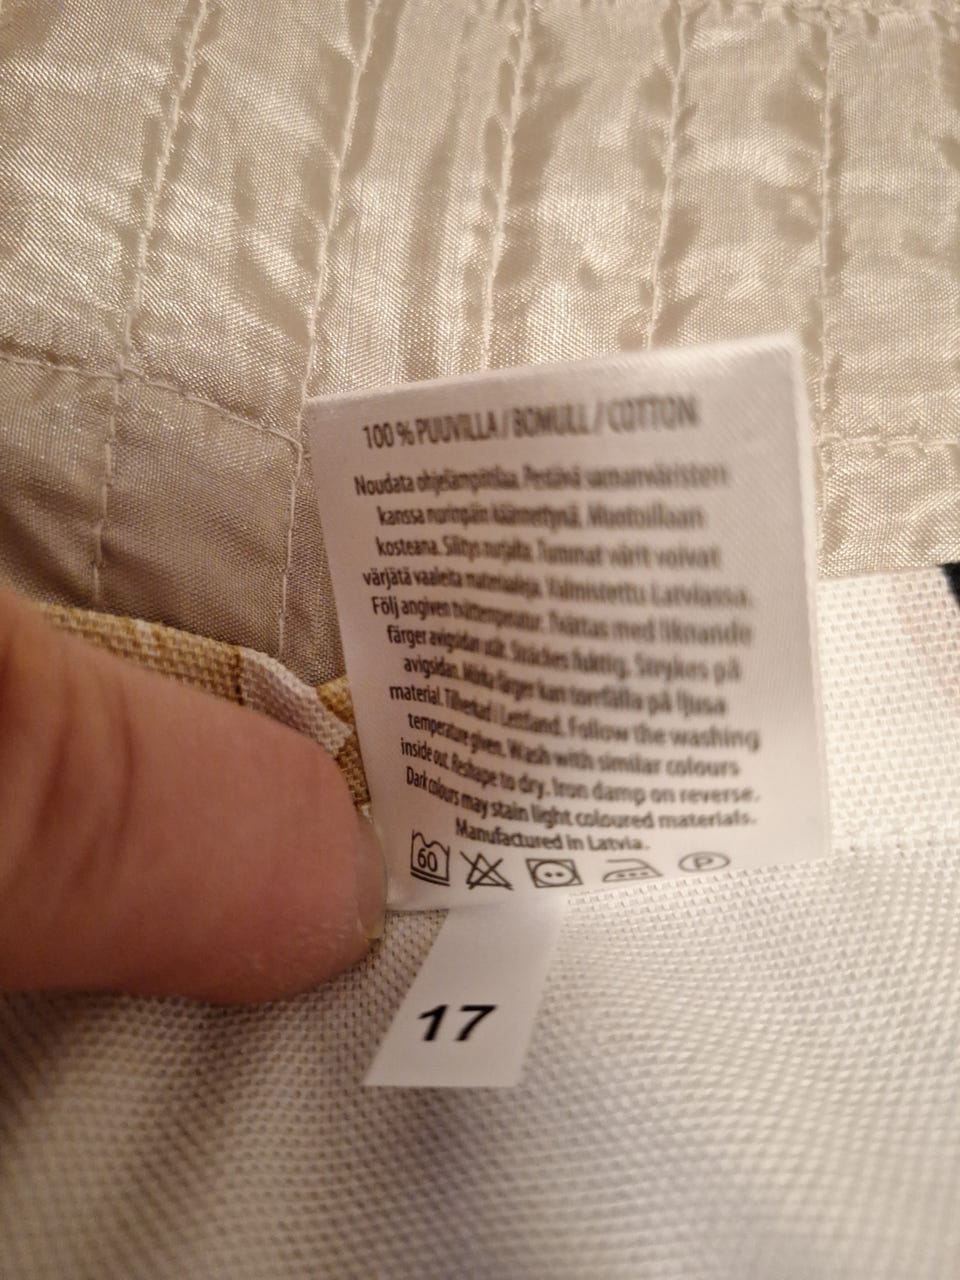 100 % PUUVILLA / BOMULL / COTTON
Noudata ohjelämpötilaa. Pestävä samanväristen
kanssa nurinpäin käännettynä. Muotoillaan
kosteana. Silitys nurjalta. Tummat värit voivat
värjätä vaaleita materiaaleja. Valmistettu Latviassa.
Följ angiven tvättemperatur. Tvättas med liknande
färger avigsidan utåt. Sträckes fuktig. Strykes på
avigsidan. Mörka färger kan torrfälla på ljusa
material. Tillverkad i Lettland. Follow the washing
temperature given. Wash with similar colours
inside out. Reshape to dry. Iron damp on reverse.
Dark colours may stain light coloured materials.
Manufactured in Latvia.
60 P
17